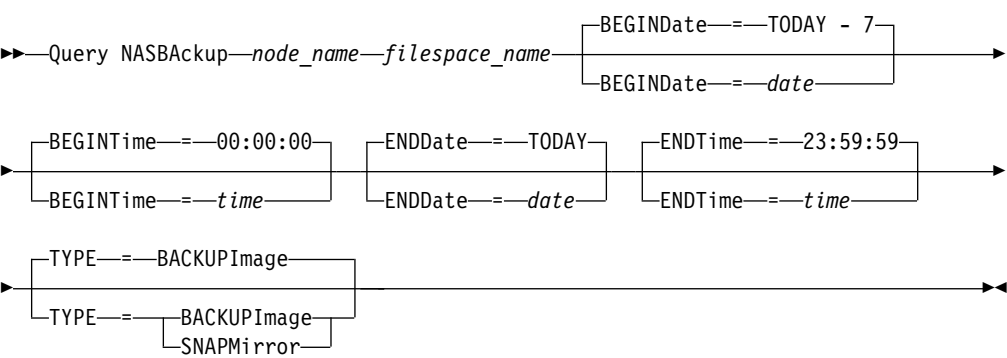 BEGINDate = TODAY - 7
Query NASBAckup node_name filespace_name
BEGINDate = date
BEGINTime = 00:00:00 ENDDate = TODAY ENDTime = 23:59:59
BEGINTime = time ENDDate = date ENDTime = time
TYPE = BACKUPImage
TYPE = BACKUPImage
SNAPMirror